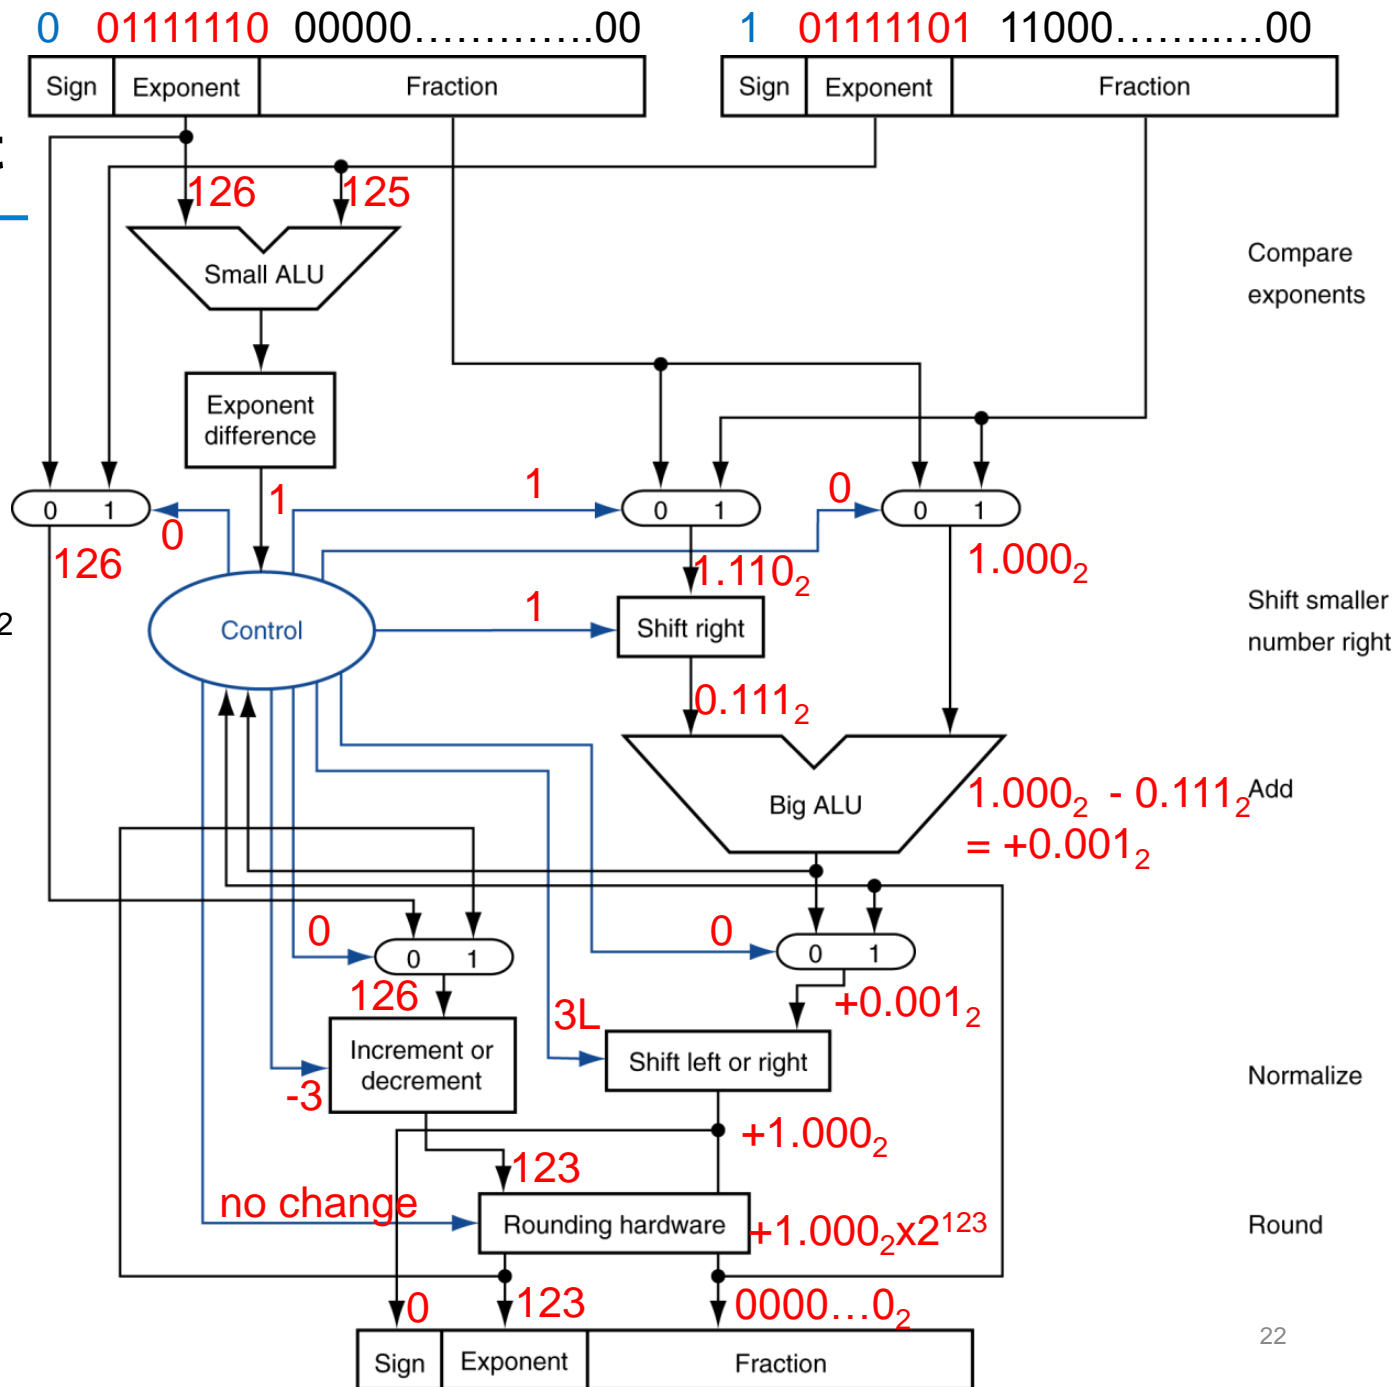 0 01111110 00000.............00
1 01111101 11000...........00
Sign Exponent Fraction
Sign Exponent Fraction
126
125
Small ALU
Compare
exponents
Exponent
difference
1
1
0
0 1
0
0 1
0 1
126
1.110₂
1.000₂
2
Control
1
Shift right
Shift smaller
number right
0.111₂
Big ALU
1.000₂ - 0.111₂
= +0.001₂
Add
0
0 1
0
0 1
126
3L
+0.001₂
Increment or
decrement
-3
Shift left or right
Normalize
+1.000₂
123
no change
Rounding hardware
+1.000₂x2¹²³
Round
0
123
0000...0₂
Sign Exponent Fraction
22